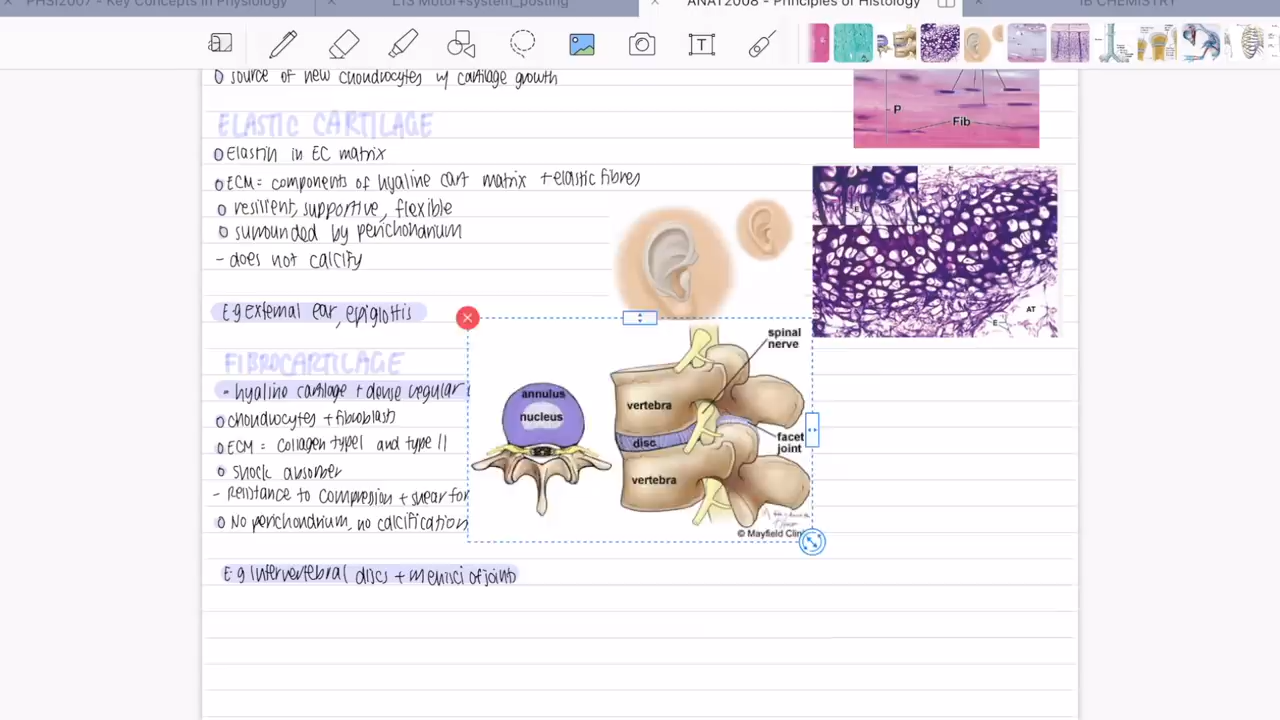 PHSI2007 - Key Concepts in Physiology
L13 Motor+system_posting
ANAT2008 - Principles of Histology
IB CHEMISTRY
source of new chondrocytes w cartilage growth
P
Fib
ELASTIC CARTILAGE
Elastin in EC matrix
ECM = components of hyaline cart matrix + elastic fibres
resilient, supportive, flexible
surrounded by perichondrium
- does not calcify
E
E
AT
E.g external ear, epiglottis
FIBROCARTILAGE
- hyaline cartilage + dense regular
chondrocytes + fibroblasts
ECM = collagen type I and type II
shock absorber
- Resistance to compression + shear for
No perichondrium, no calcification
annulus
nucleus
spinal
nerve
vertebra
disc
facet
joint
vertebra
© Mayfield Clin
E.g Intervertebral discs + menisci of joints